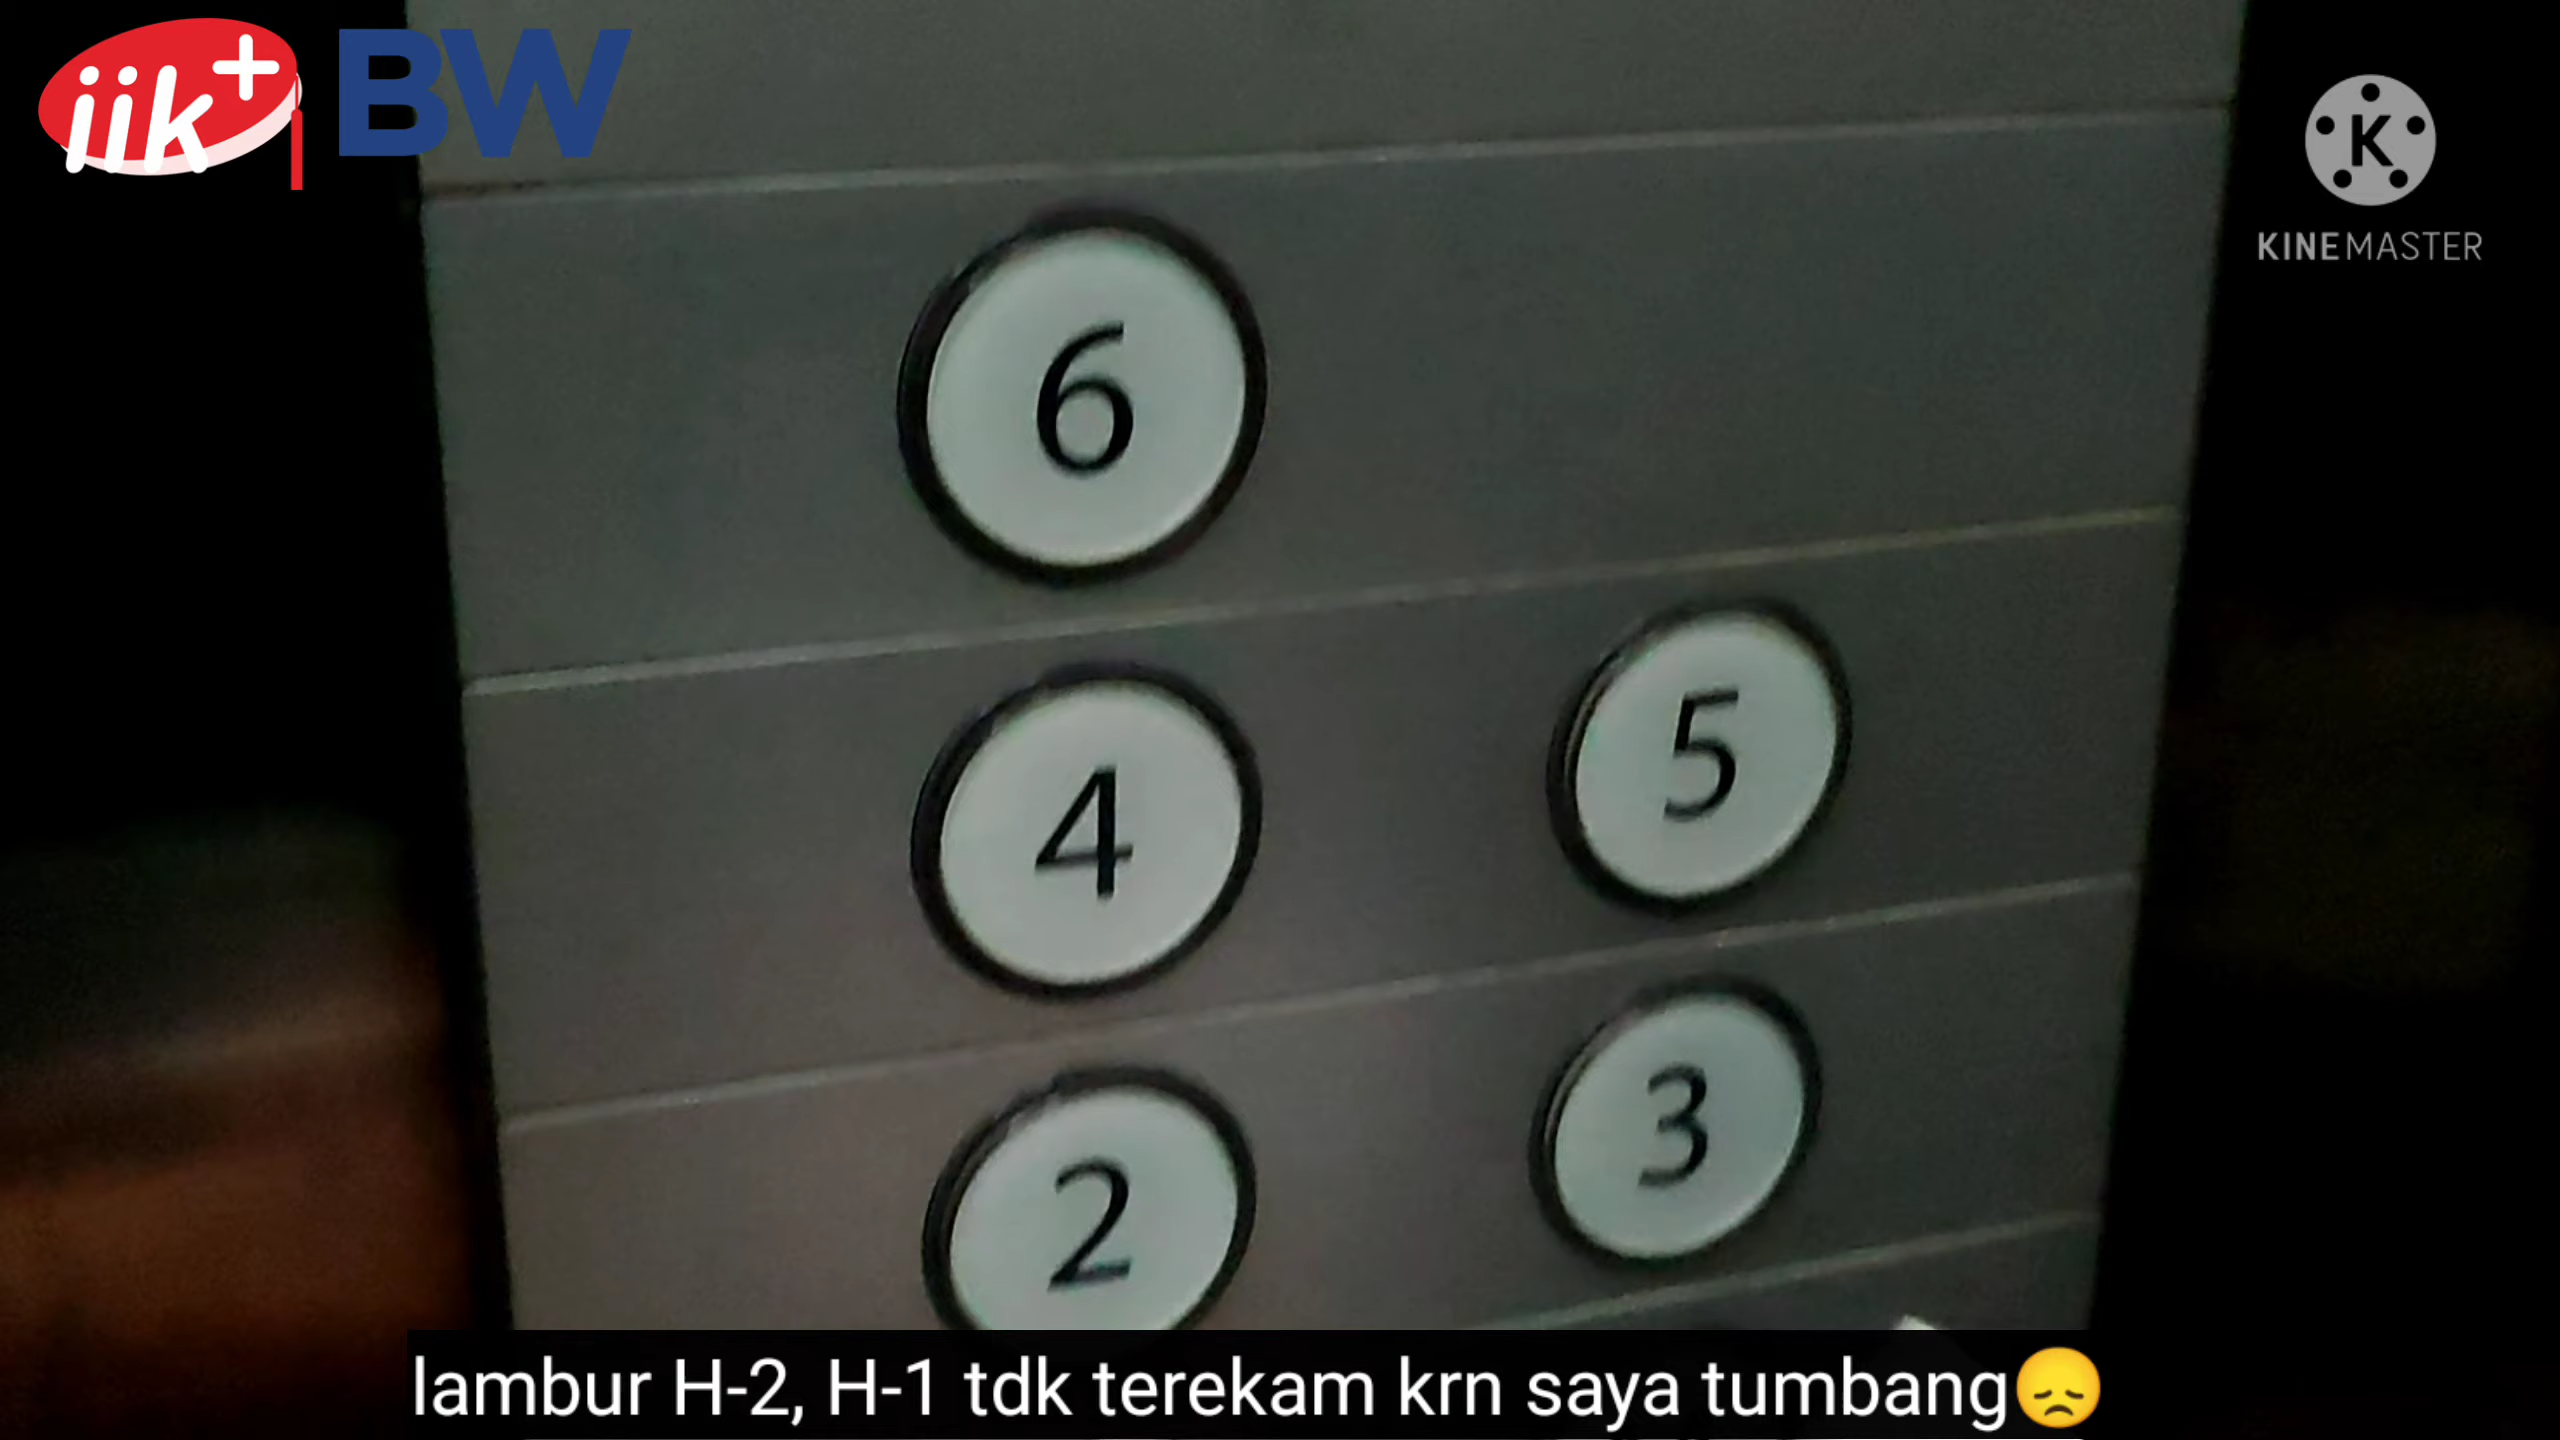 iik+ BW
K
KINEMASTER
6
4 5
2 3
lambur H-2, H-1 tdk terekam krn saya tumbang😞